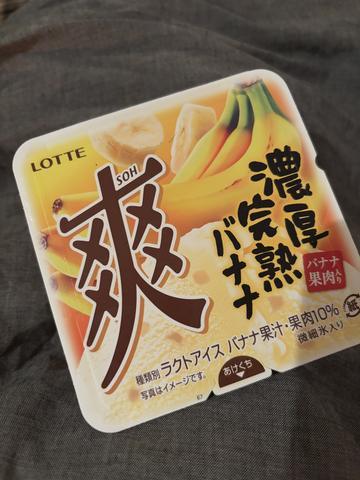 LOTTE
SOH
爽
濃厚
完熟
バナナ
バナナ
果肉入り
種類別 ラクトアイス バナナ果汁・果肉10%
写真はイメージです。
微細氷入り
あけくち
紙